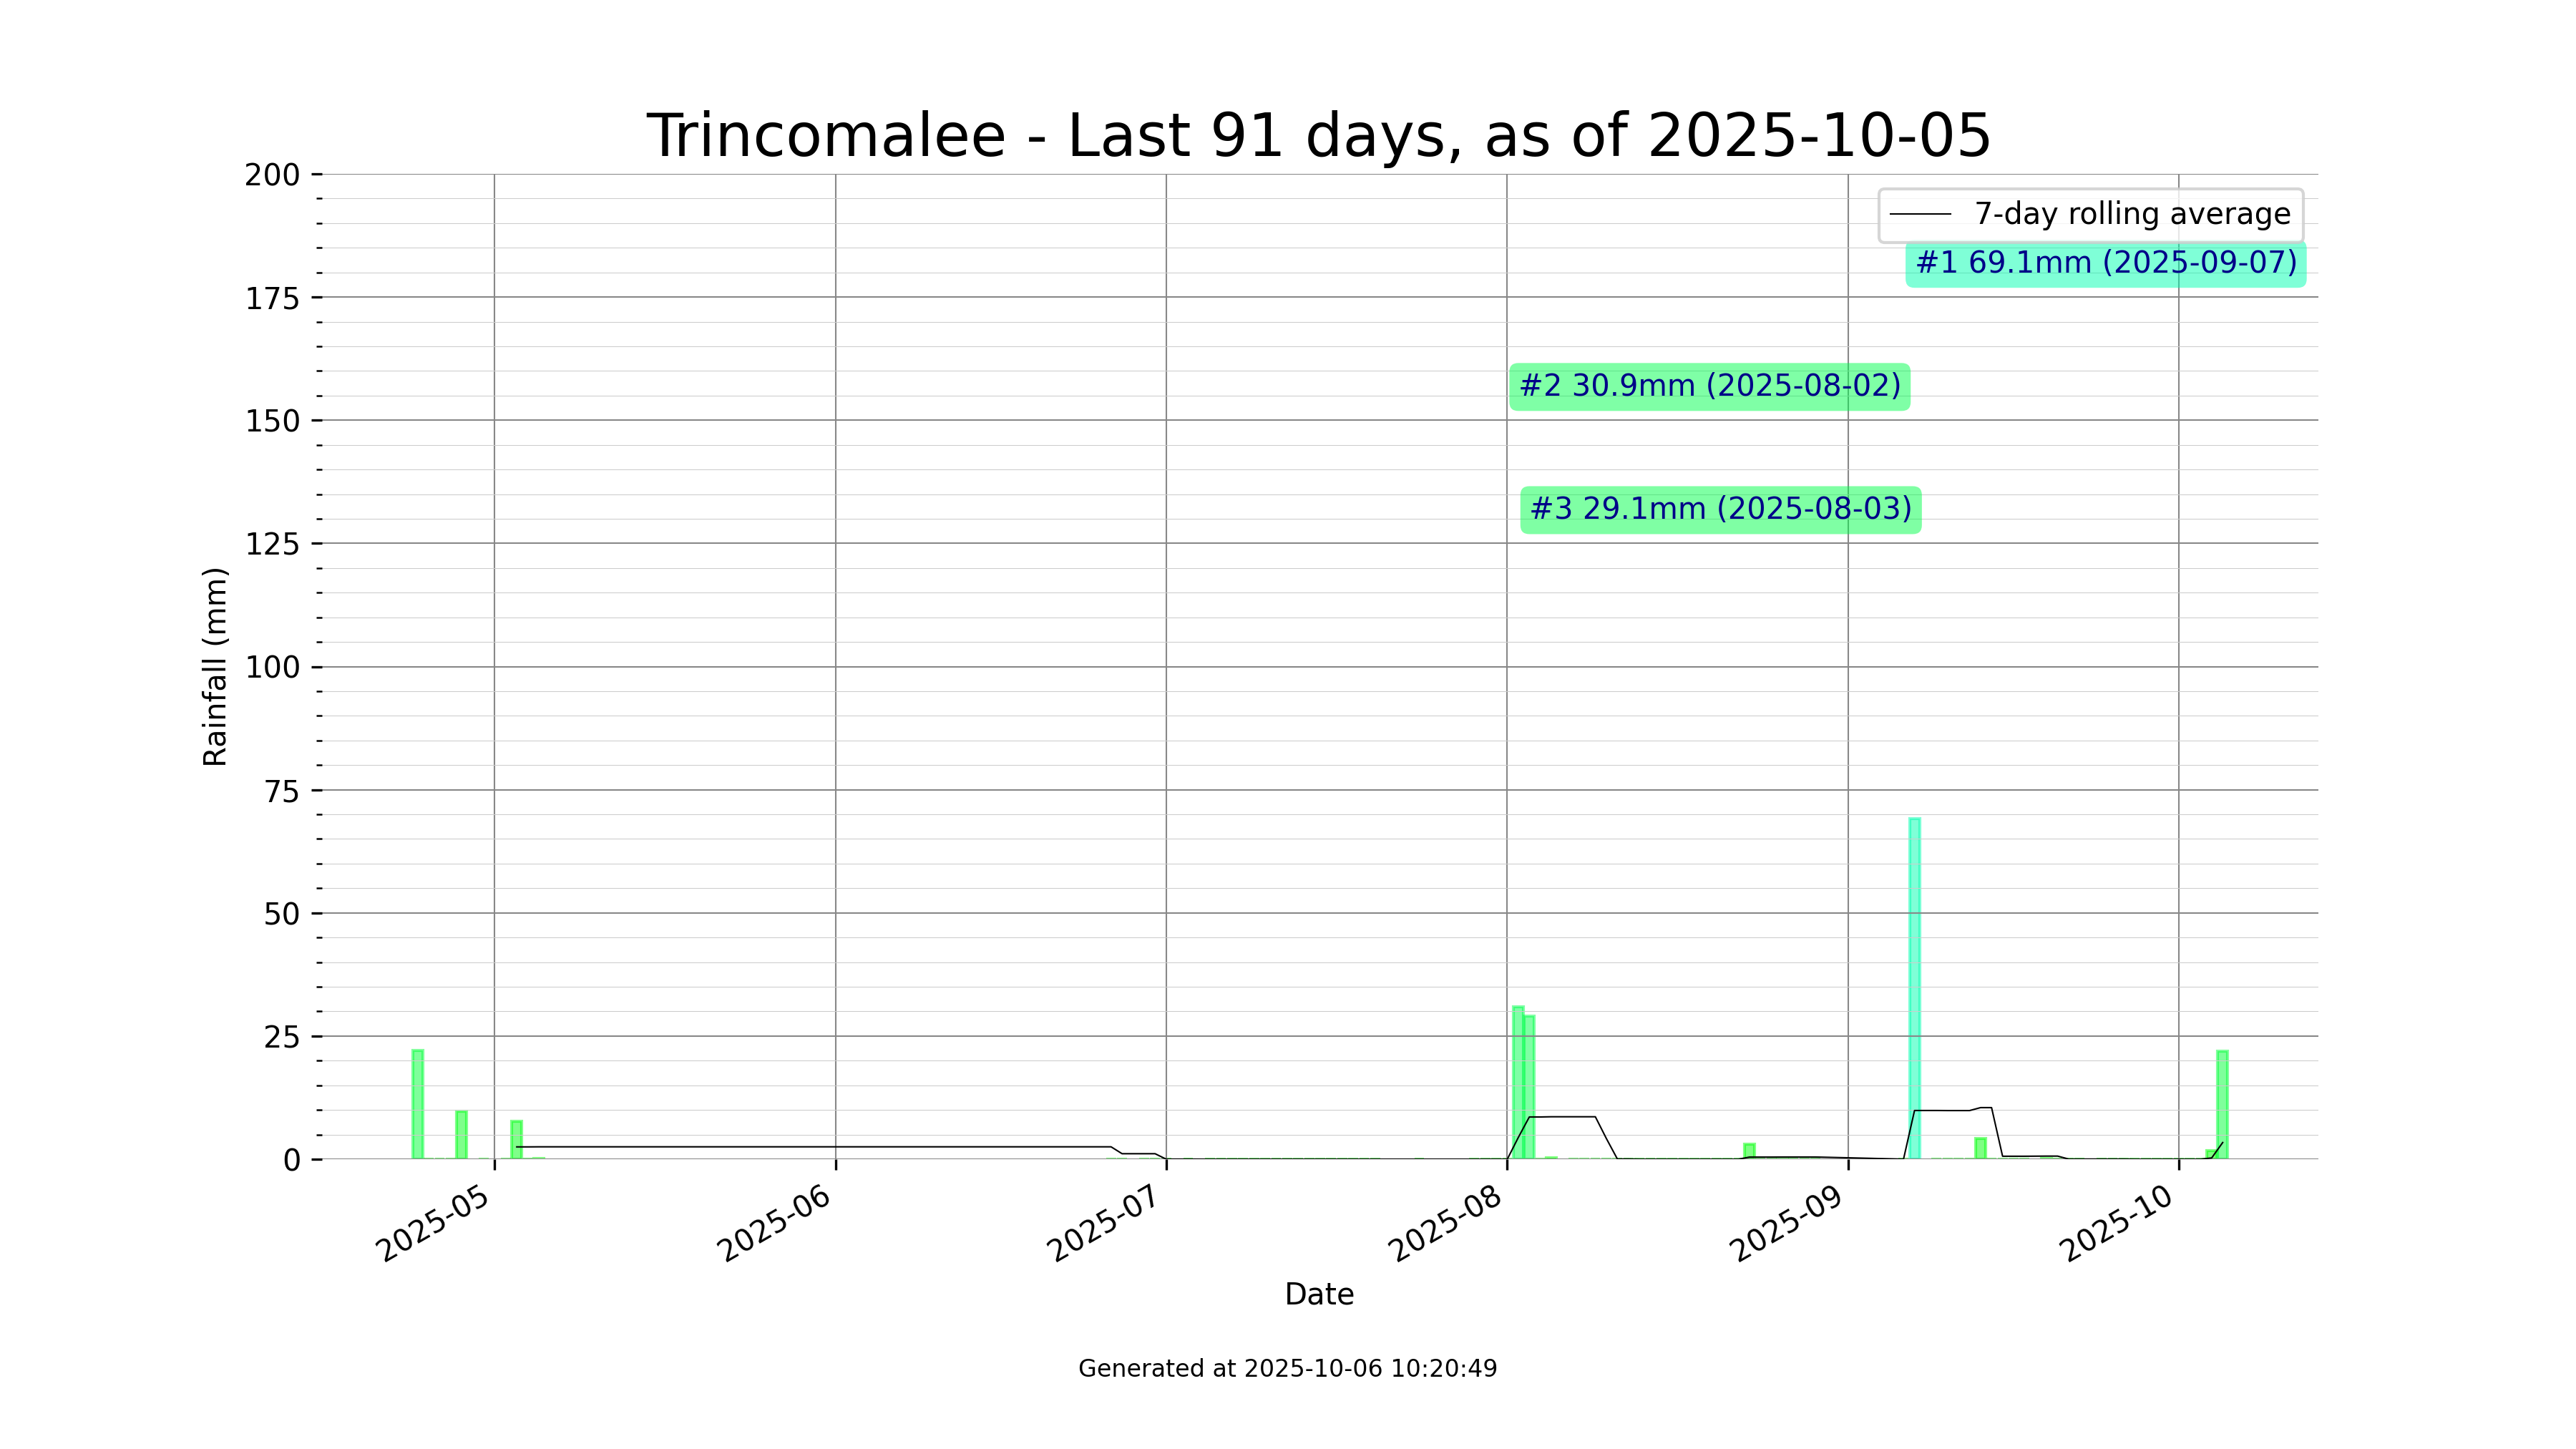 Trincomalee - Last 91 days, as of 2025-10-05
200
175
150
125
100
75
50
25
0
Rainfall (mm)
7-day rolling average
#1 69.1mm (2025-09-07)
#2 30.9mm (2025-08-02)
#3 29.1mm (2025-08-03)
2025-05
2025-06
2025-07
2025-08
2025-09
2025-10
Date
Generated at 2025-10-06 10:20:49